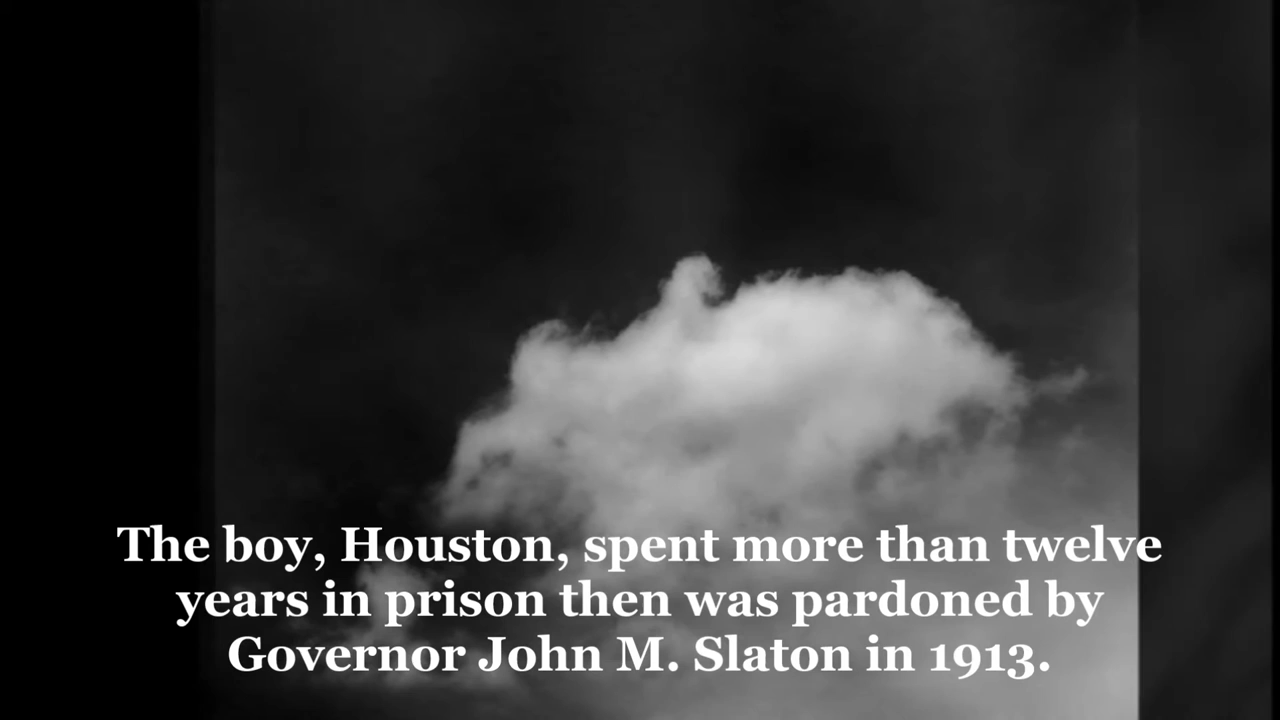 The boy, Houston, spent more than twelve
years in prison then was pardoned by
Governor John M. Slaton in 1913.